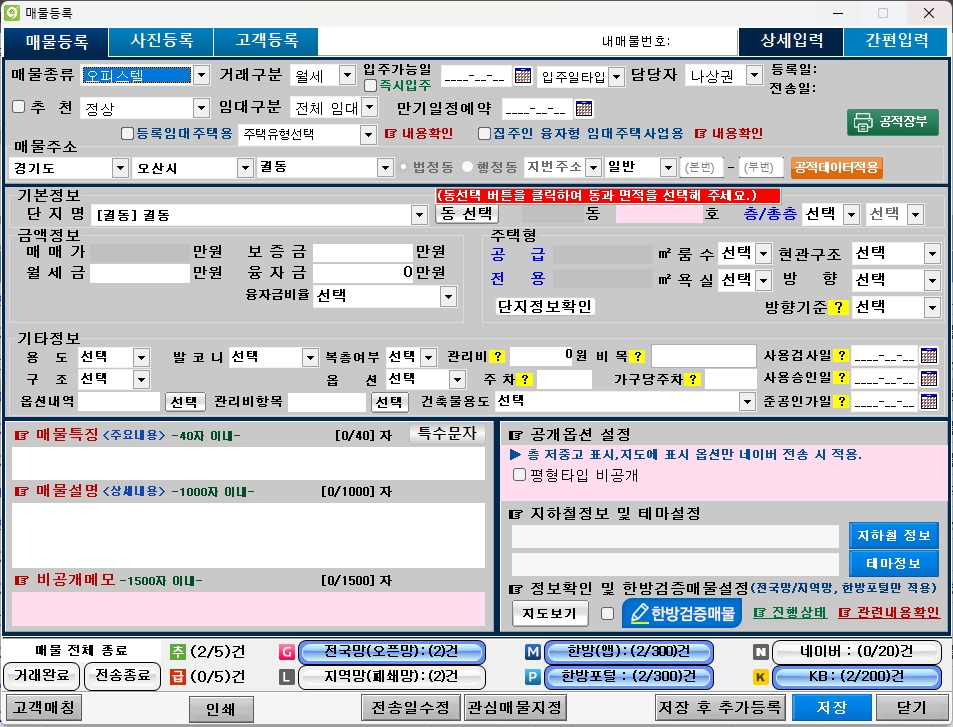 매물등록
매물등록 사진등록 고객등록 내매물번호: 상세입력 간편입력
매물종류 오피스텔 거래구분 월세 입주가능일 즉시입주 ____-__-__ 입주일타입 담당자 나상권 등록일:
전송일:
추 천 정상 임대구분 전체 임대 만기일정예약 ____-__-__
등록임대주택용 주택유형선택 ☞ 내용확인 집주인 융자형 임대주택사업용 ☞ 내용확인 공적장부
매물주소
경기도 오산시 궐동 법정동 행정동 지번주소 일반 (본번) - (부번) 공적데이터적용
기본정보 (동선택 버튼을 클릭하여 동과 면적을 선택해 주세요.)
단 지 명 [궐동] 궐동 동 선택 동 호 층/총층 선택 선택
금액정보 주택형
매 매 가 만원 보 증 금 만원 공 급 ㎡ 룸 수 선택 현관구조 선택
월 세 금 만원 융 자 금 0 만원 전 용 ㎡ 욕 실 선택 방 향 선택
융자금비율 선택 단지정보확인 방향기준 ? 선택
기타정보
용 도 선택 발 코 니 선택 복층여부 선택 관리비 ? 0 원 비 목 ? 사용검사일 ? ____-__-__
구 조 선택 옵 션 선택 주 차 ? 가구당주차 ? 사용승인일 ? ____-__-__
옵션내역 선택 관리비항목 선택 건축물용도 선택 준공인가일 ? ____-__-__
☞ 매물특징 <주요내용> -40자 이내- [0/40] 자 특수문자
☞ 매물설명 <상세내용> -1000자 이내- [0/1000] 자
☞ 비공개메모 -1500자 이내- [0/1500] 자
☞ 공개옵션 설정
▶ 층 저중고 표시,지도에 표시 옵션만 네이버 전송 시 적용.
평형타입 비공개
☞ 지하철정보 및 테마설정
지하철 정보
테마정보
☞ 정보확인 및 한방검증매물설정(전국망/지역망, 한방포털만 적용)
지도보기 한방검증매물 ☞ 진행상태 ☞ 관련내용확인
매물 전체 종료 추 (2/5)건 G 전국망(오픈망):(2)건 M 한방(앱):(2/300)건 N 네이버 : (0/20)건
거래완료 전송종료 급 (0/5)건 L 지역망(폐쇄망):(2)건 P 한방포털 : (2/300)건 K KB: (2/200)건
고객매칭 인쇄 전송일수정 관심매물지정 저장 후 추가등록 저장 닫기